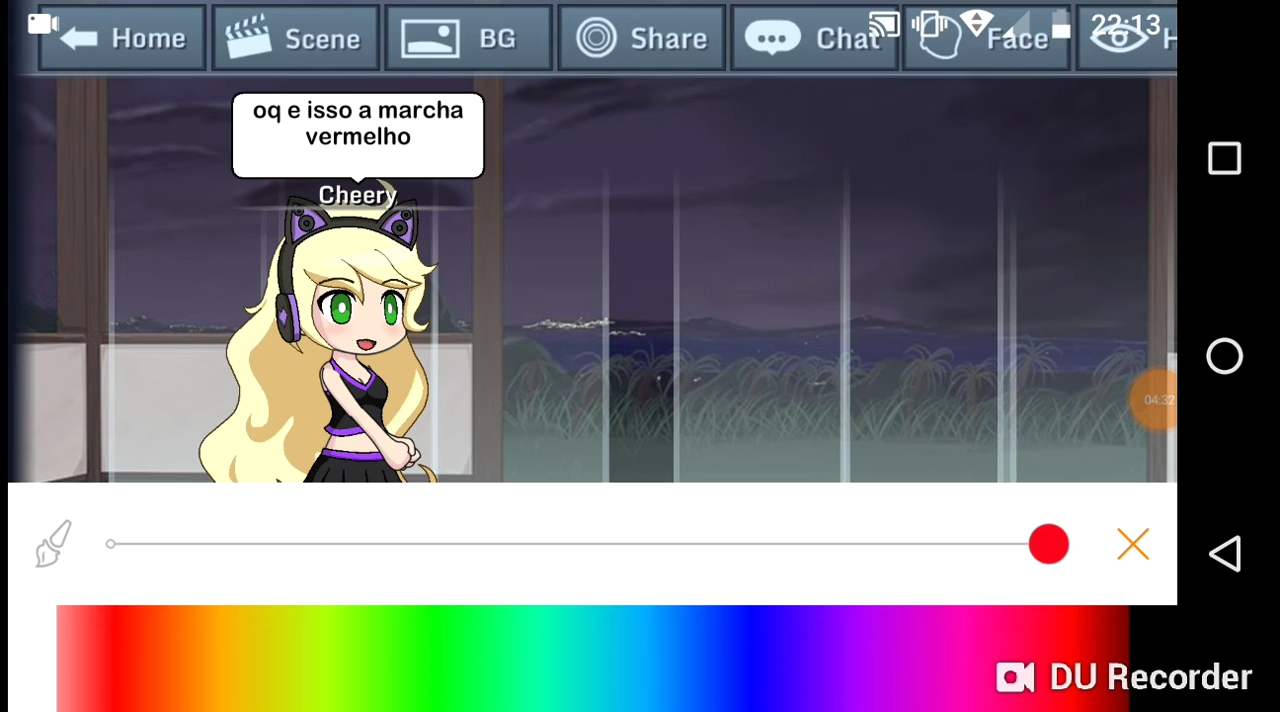 Home
Scene
BG
Share
Chat
Face
H
22:13
oq e isso a marcha
vermelho
Cheery
04:32
DU Recorder